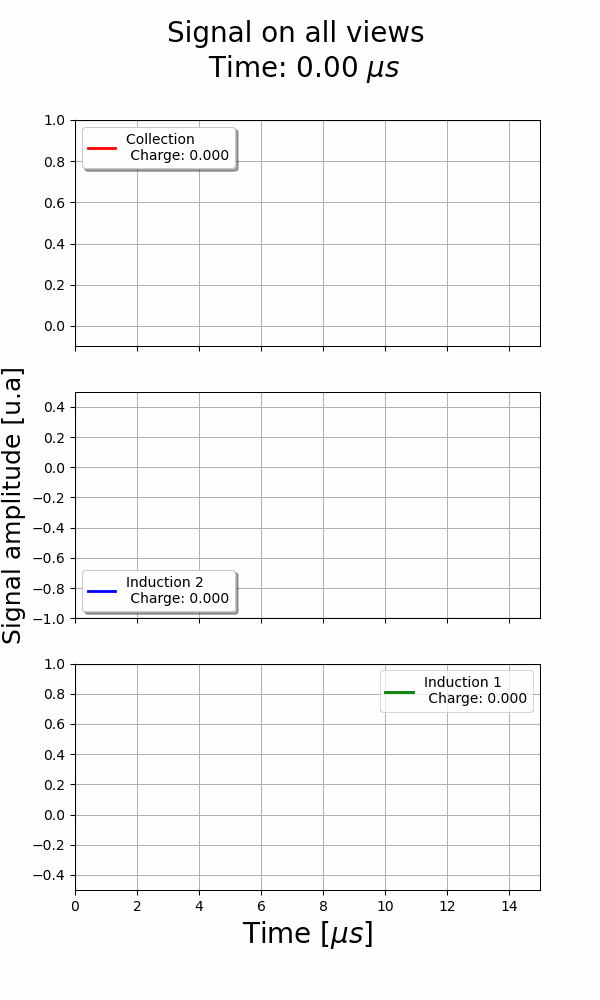 Signal on all views
Time: 0.00 μs
1.0
0.8
0.6
0.4
0.2
0.0
Collection
Charge: 0.000
Signal amplitude [u.a]
0.4
0.2
0.0
−0.2
−0.4
−0.6
−0.8
−1.0
Induction 2
Charge: 0.000
1.0
0.8
0.6
0.4
0.2
0.0
−0.2
−0.4
Induction 1
Charge: 0.000
0 2 4 6 8 10 12 14
Time [μs]